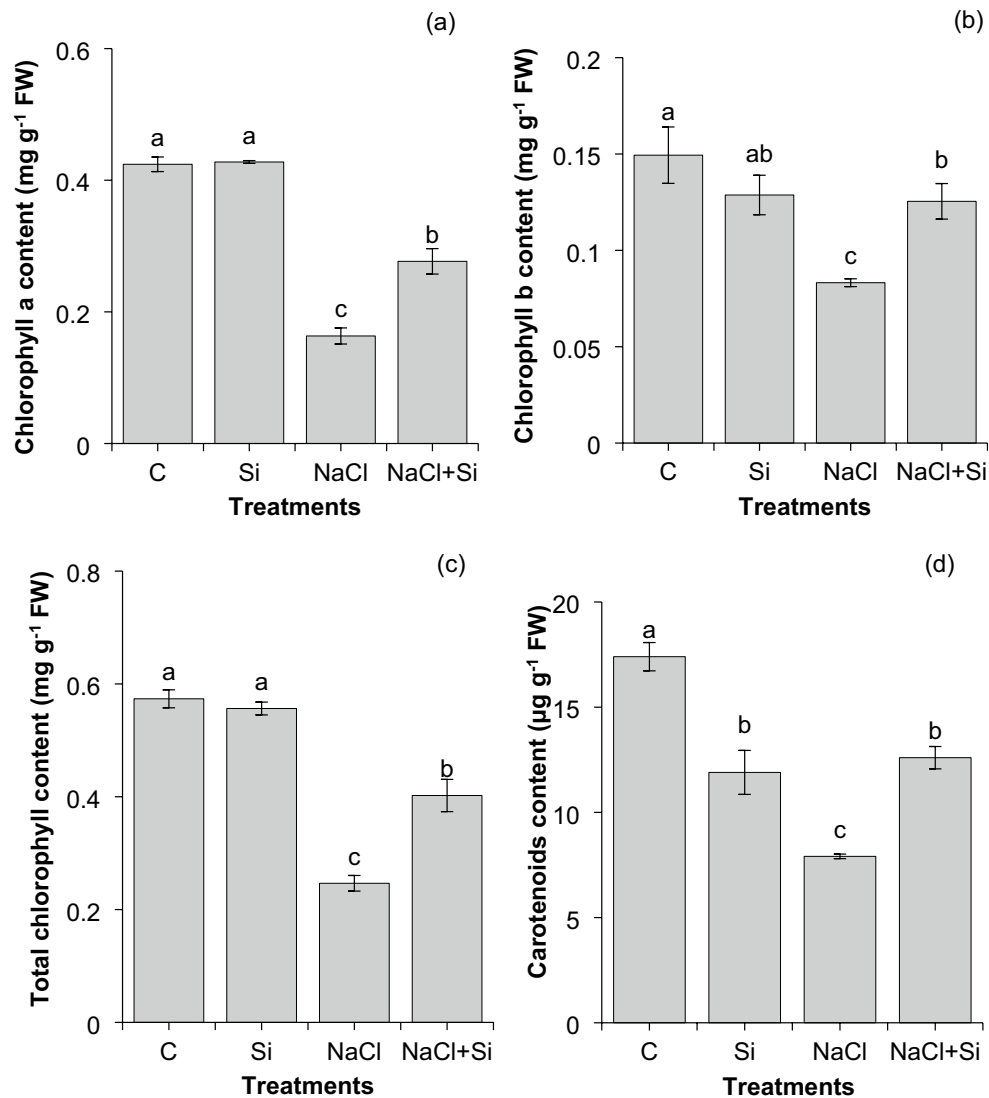 (a)
Chlorophyll a content (mg g⁻¹ FW)
0.6
0.4
0.2
0
a
a
c
b
C Si NaCl NaCl+Si
Treatments
(b)
Chlorophyll b content (mg g⁻¹ FW)
0.2
0.15
0.1
0.05
0
a
ab
c
b
C Si NaCl NaCl+Si
Treatments
(c)
Total chlorophyll content (mg g⁻¹ FW)
0.8
0.6
0.4
0.2
0
a
a
c
b
C Si NaCl NaCl+Si
Treatments
(d)
Carotenoids content (µg g⁻¹ FW)
20
15
10
5
0
a
b
c
b
C Si NaCl NaCl+Si
Treatments